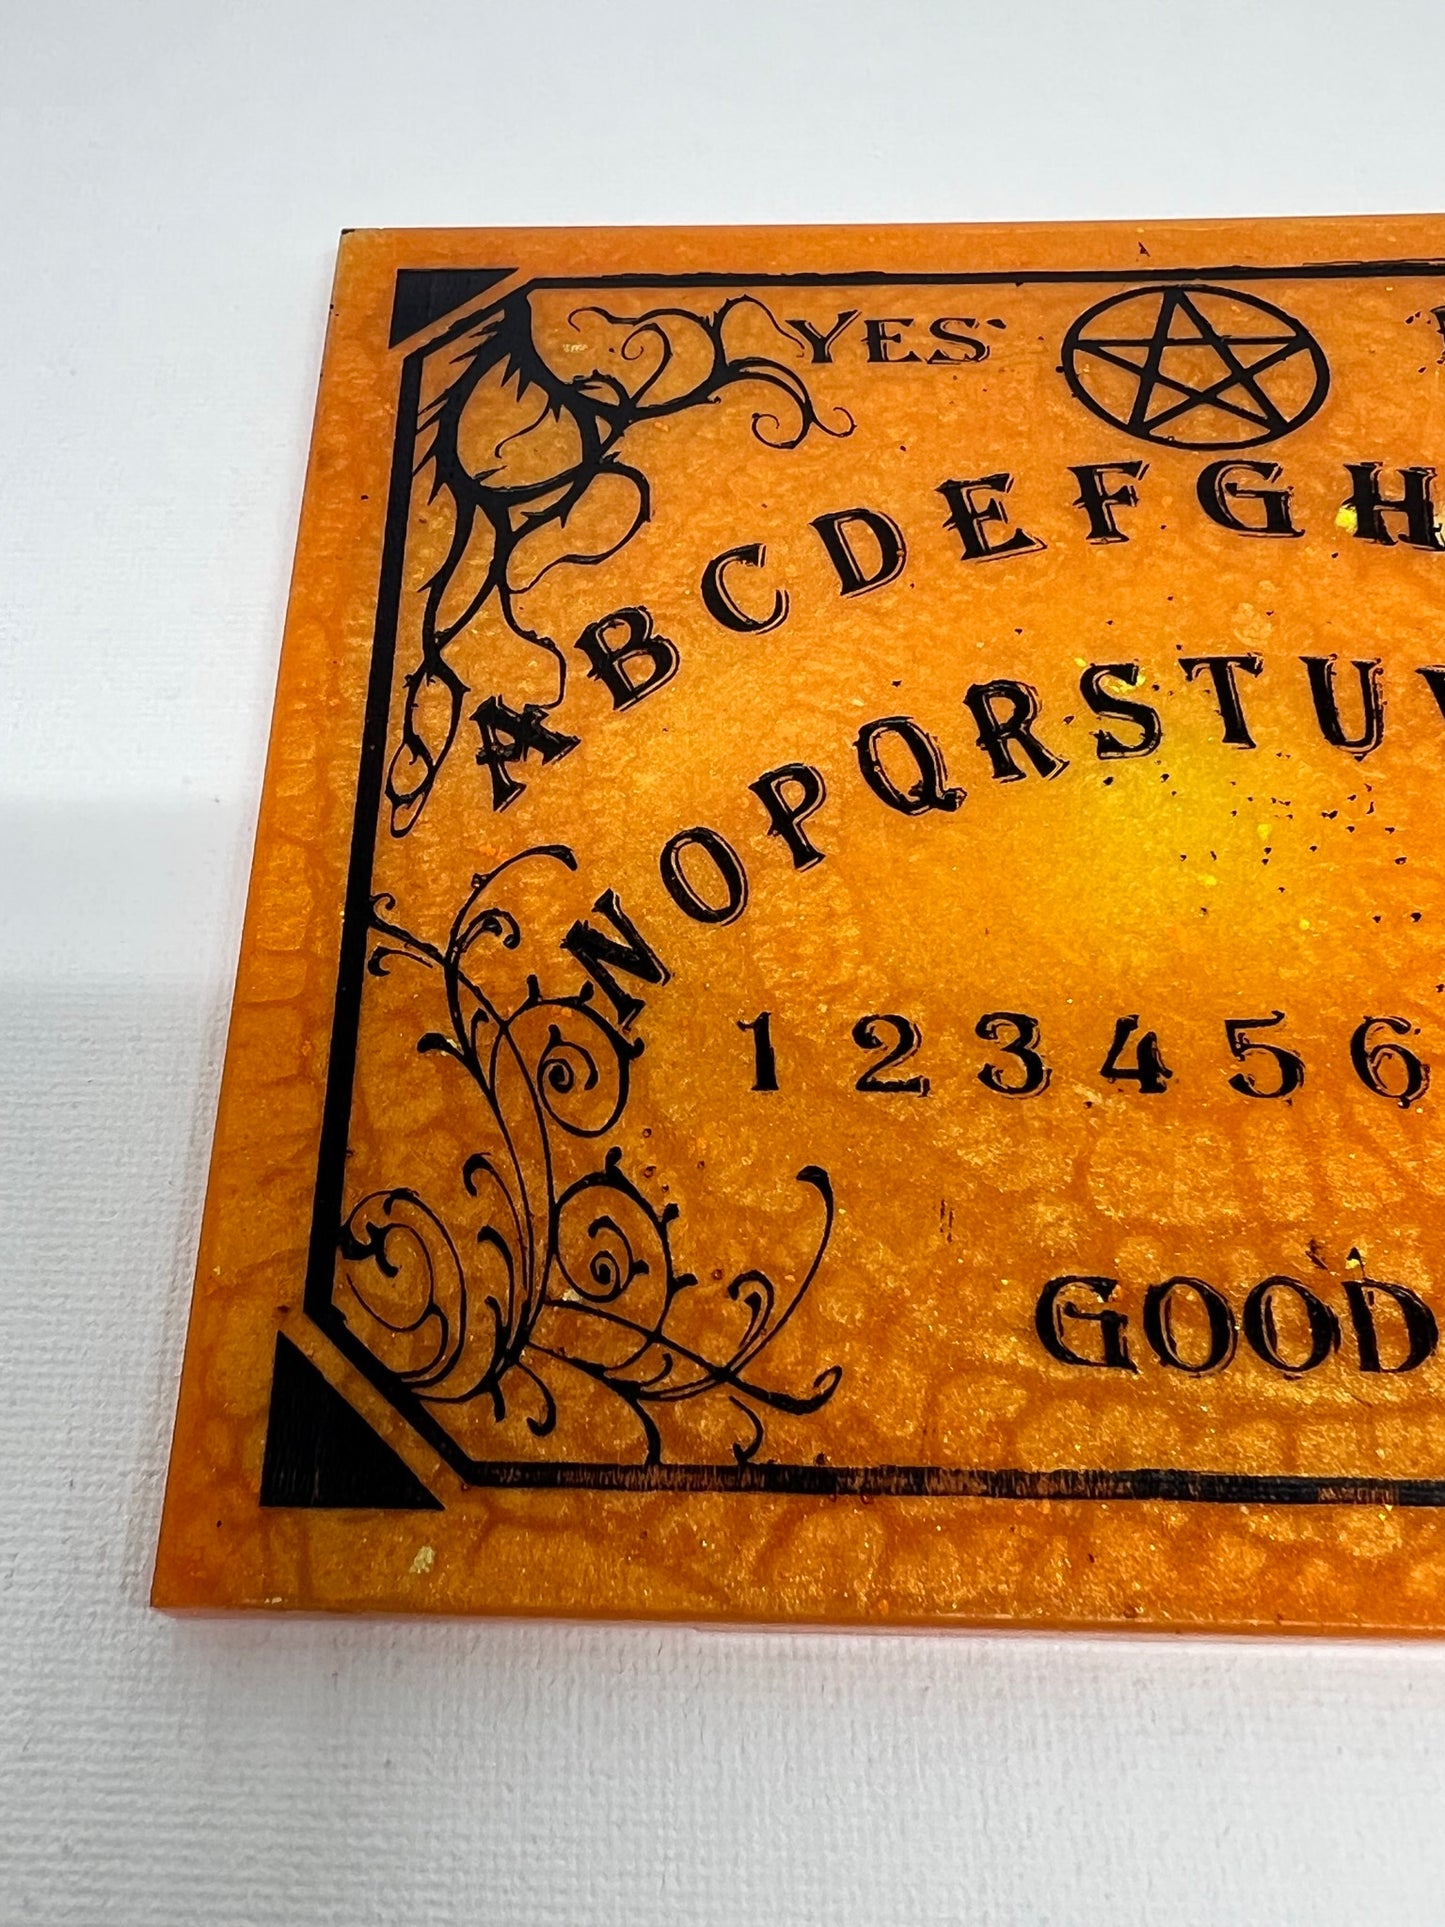 YES
ABCDEFGH
NOPQRSTU
123456
GOOD